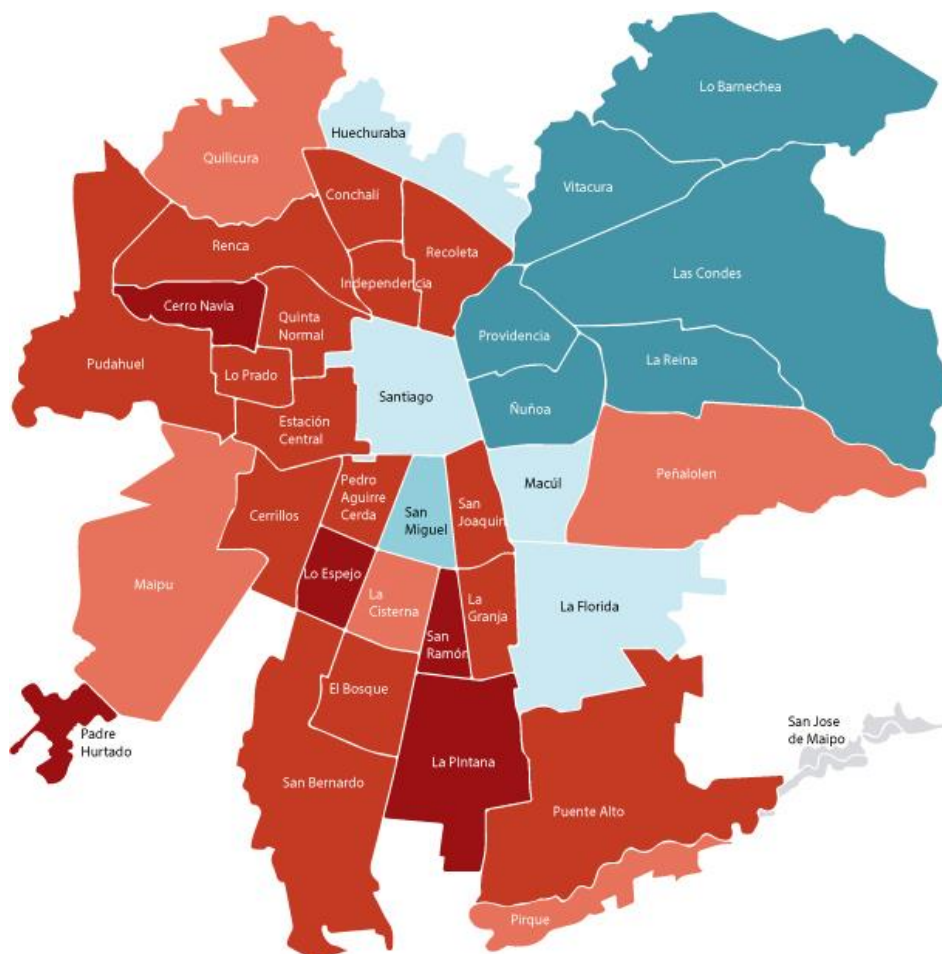 Lo Barnechea
Huechuraba
Quilicura
Vitacura
Conchalí
Renca
Recoleta
Las Condes
Independencia
Cerro Navia
Quinta
Normal
Providencia
Pudahuel
Lo Prado
La Reina
Santiago
Ñuñoa
Estación
Central
Peñalolen
Pedro
Aguirre
Cerda
Macúl
San
Miguel
San
Joaquin
Cerrillos
Lo Espejo
Maipu
La
Cisterna
La
Granja
La Florida
San
Ramón
El Bosque
Padre
Hurtado
San Jose
de Maipo
San Bernardo
La PIntana
Puente Alto
Pirque